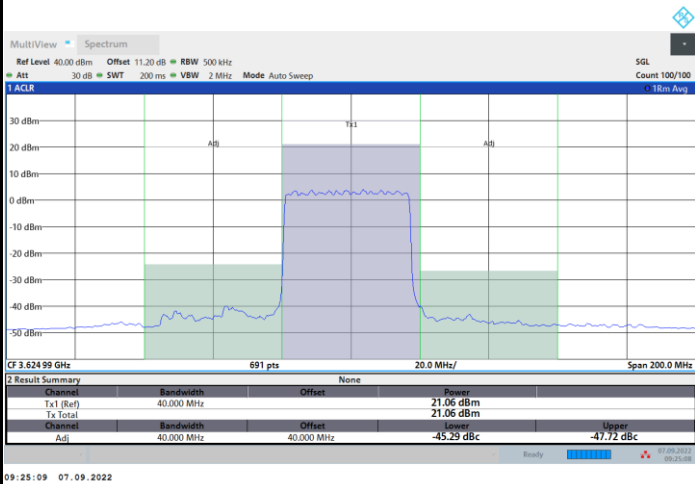 MultiView Spectrum
Ref Level 40.00 dBm Offset 11.20 dB RBW 500 kHz SGL
Att 30 dB SWT 200 ms VBW 2 MHz Mode Auto Sweep Count 100/100
1 ACLR 1Rm Avg
30 dBm
Tx1
20 dBm
Adj Adj
10 dBm
0 dBm
-10 dBm
-20 dBm
-30 dBm
-40 dBm
-50 dBm
CF 3.624 99 GHz 691 pts 20.0 MHz/ Span 200.0 MHz
2 Result Summary None
Channel Bandwidth Offset Power
Tx1 (Ref) 40.000 MHz 21.06 dBm
Tx Total 21.06 dBm
Channel Bandwidth Offset Lower Upper
Adj 40.000 MHz 40.000 MHz -45.29 dBc -47.72 dBc
Ready 07.09.2022
09:25:08
09:25:09 07.09.2022